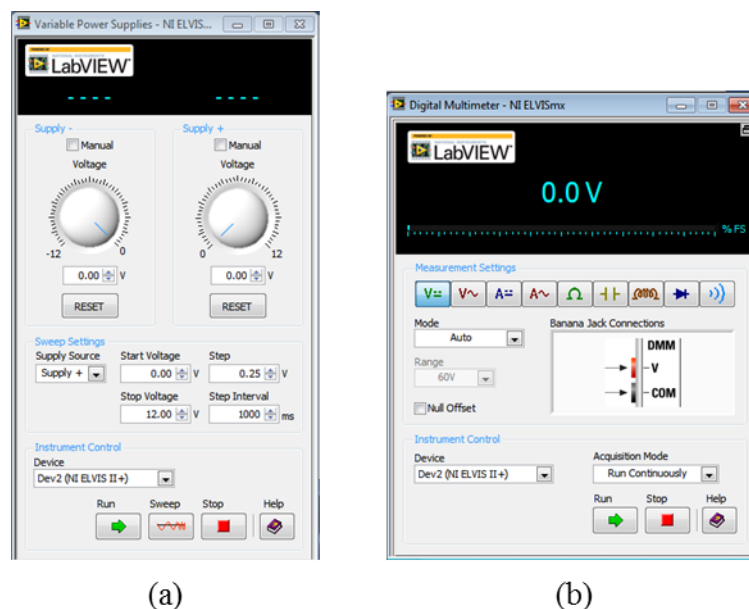 Variable Power Supplies - NI ELVIS...
LabVIEW
- - - - - - - -
Supply - Supply +
Manual Manual
Voltage Voltage
-12 0 0 12
0.00 V 0.00 V
RESET RESET
Sweep Settings
Supply Source Start Voltage Step
Supply + 0.00 V 0.25 V
Stop Voltage Step Interval
12.00 V 1000 ms
Instrument Control
Device
Dev2 (NI ELVIS II+)
Run Sweep Stop Help
(a)
Digital Multimeter - NI ELVISmx
LabVIEW
0.0 V
% FS
Measurement Settings
V V A A Ω
Mode Banana Jack Connections
Auto
DMM
Range V
60V COM
Null Offset
Instrument Control
Device Acquisition Mode
Dev2 (NI ELVIS II+) Run Continuously
Run Stop Help
(b)